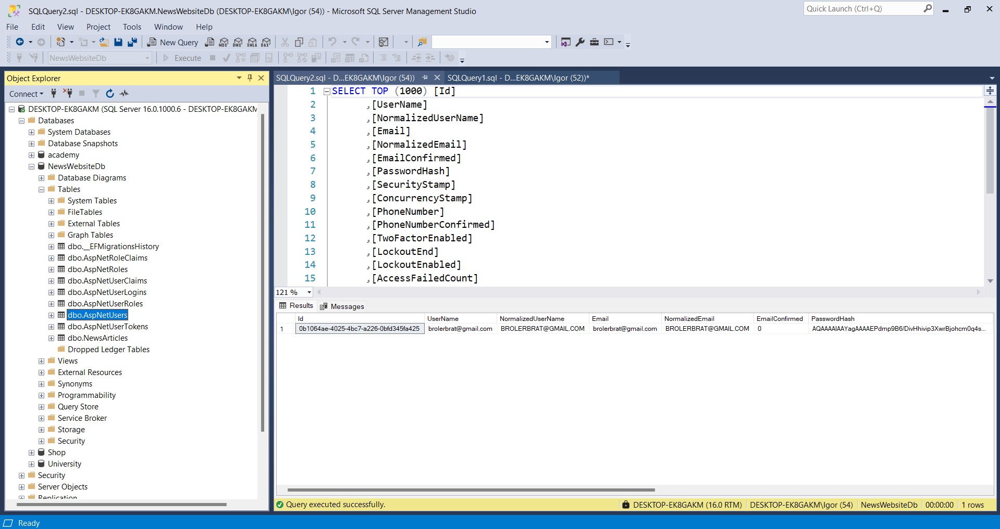 SQLQuery2.sql - DESKTOP-EK8GAKM.NewsWebsiteDb (DESKTOP-EK8GAKM\Igor (54)) - Microsoft SQL Server Management Studio
Quick Launch (Ctrl+Q)
File Edit View Project Tools Window Help
New Query MDX DMX XMLA DAX
NewsWebsiteDb Execute
Object Explorer
Connect
DESKTOP-EK8GAKM (SQL Server 16.0.1000.6 - DESKTOP-EK8GAKM
Databases
System Databases
Database Snapshots
academy
NewsWebsiteDb
Database Diagrams
Tables
System Tables
FileTables
External Tables
Graph Tables
dbo.__EFMigrationsHistory
dbo.AspNetRoleClaims
dbo.AspNetRoles
dbo.AspNetUserClaims
dbo.AspNetUserLogins
dbo.AspNetUserRoles
dbo.AspNetUsers
dbo.AspNetUserTokens
dbo.NewsArticles
Dropped Ledger Tables
Views
External Resources
Synonyms
Programmability
Query Store
Service Broker
Storage
Security
Shop
University
Security
Server Objects
Replication
SQLQuery2.sql - D...EK8GAKM\Igor (54)) SQLQuery1.sql - D...EK8GAKM\Igor (52))*
1 SELECT TOP (1000) [Id]
2 ,[UserName]
3 ,[NormalizedUserName]
4 ,[Email]
5 ,[NormalizedEmail]
6 ,[EmailConfirmed]
7 ,[PasswordHash]
8 ,[SecurityStamp]
9 ,[ConcurrencyStamp]
10 ,[PhoneNumber]
11 ,[PhoneNumberConfirmed]
12 ,[TwoFactorEnabled]
13 ,[LockoutEnd]
14 ,[LockoutEnabled]
15 ,[AccessFailedCount]
121 %
Results Messages
Id UserName NormalizedUserName Email NormalizedEmail EmailConfirmed PasswordHash
1 0b1064ae-4025-4bc7-a226-0bfd345fa425 brolerbrat@gmail.com BROLERBRAT@GMAIL.COM brolerbrat@gmail.com BROLERBRAT@GMAIL.COM 0 AQAAAAIAAYagAAAAEPdmp9B6/DivHhivip3XwrBjohcm0q4s...
Query executed successfully. DESKTOP-EK8GAKM (16.0 RTM) DESKTOP-EK8GAKM\Igor (54) NewsWebsiteDb 00:00:00 1 rows
Ready